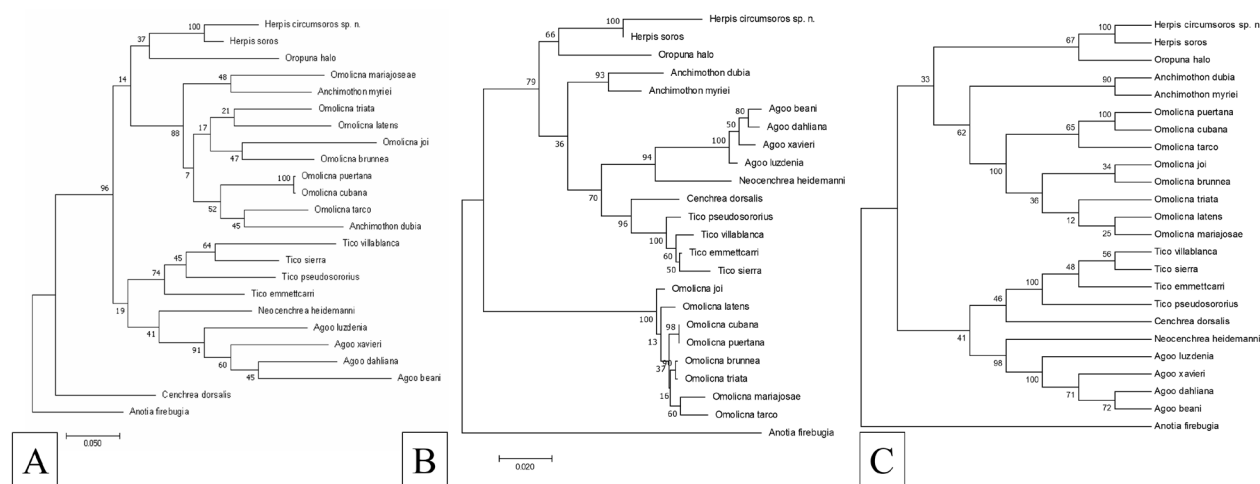 Herpis circumsoros sp. n.
Herpis soros
Oropuna halo
Omolicna mariajoseae
Anchimothon myriei
Omolicna triata
Omolicna latens
Omolicna joi
Omolicna brunnea
Omolicna puertana
Omolicna cubana
Omolicna tarco
Anchimothon dubia
Tico villablanca
Tico sierra
Tico pseudosororius
Tico emmettcarri
Neocenchrea heidemanni
Agoo luzdenia
Agoo xavieri
Agoo dahliana
Agoo beani
Cenchrea dorsalis
Anotia firebugia
100
37
14
48
88
21
17
47
7
100
52
45
96
64
45
74
19
41
91
60
45
0.050
A
Herpis circumsoros sp. n.
Herpis soros
Oropuna halo
Anchimothon dubia
Anchimothon myriei
Agoo beani
Agoo dahliana
Agoo xavieri
Agoo luzdenia
Neocenchrea heidemanni
Cenchrea dorsalis
Tico pseudosororius
Tico villablanca
Tico emmettcarri
Tico sierra
Omolicna joi
Omolicna latens
Omolicna cubana
Omolicna puertana
Omolicna brunnea
Omolicna triata
Omolicna mariajosae
Omolicna tarco
Anotia firebugia
100
66
79
93
36
80
50
100
94
70
96
100
60
50
100
98
13
37
16
60
0.020
B
Herpis circumsoros sp. n.
Herpis soros
Oropuna halo
Anchimothon dubia
Anchimothon myriei
Omolicna puertana
Omolicna cubana
Omolicna tarco
Omolicna joi
Omolicna brunnea
Omolicna triata
Omolicna latens
Omolicna mariajosae
Tico villablanca
Tico sierra
Tico emmettcarri
Tico pseudosororius
Cenchrea dorsalis
Neocenchrea heidemanni
Agoo luzdenia
Agoo xavieri
Agoo dahliana
Agoo beani
Anotia firebugia
100
67
33
90
62
100
65
100
34
36
12
25
56
48
100
46
41
98
100
71
72
C